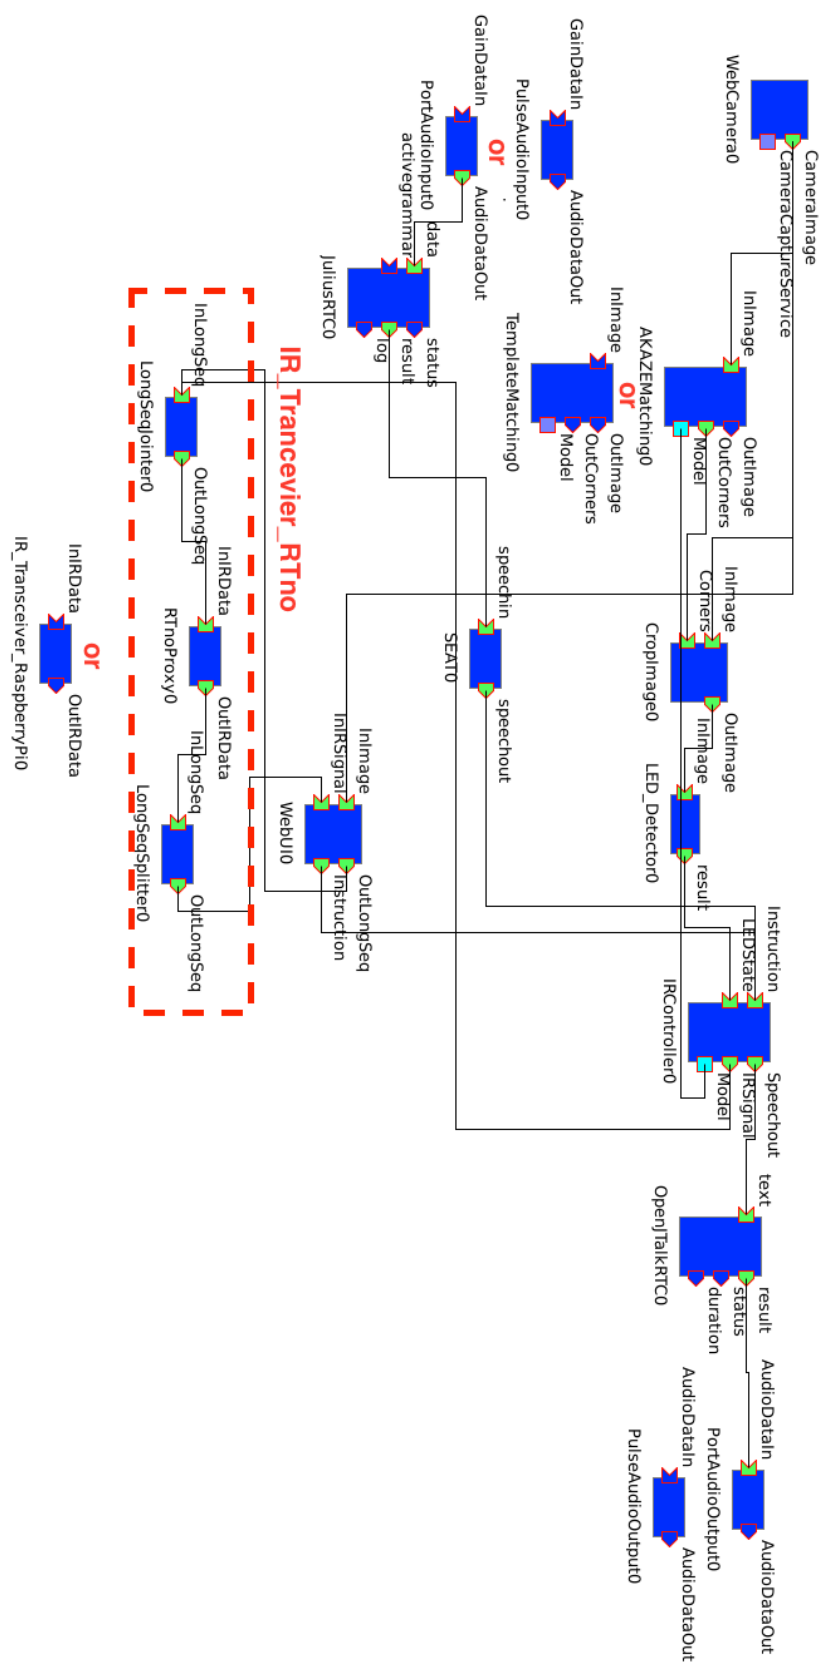 CameraImage
CameraCaptureService
WebCamera0
GainDataIn
AudioDataOut
PulseAudioInput0
or
GainDataIn
AudioDataOut
PortAudioInput0
data
activegrammar
status
result
log
JuliusRTC0
InImage
OutImage
OutCorners
Model
AKAZEMatching0
or
InImage
OutImage
OutCorners
Model
TemplateMatching0
InImage
Corners
OutImage
CropImage0
InImage
result
LED_Detector0
speechin
speechout
SEAT0
InImage
InIRSignal
OutLongSeq
Instruction
WebUI0
IR_Trancevier_RTno
InLongSeq
OutLongSeq
LongSeqJointer0
InIRData
OutIRData
RTnoProxy0
InLongSeq
OutLongSeq
LongSeqSplitter0
or
InIRData
OutIRData
IR_Transceiver_RaspberryPi0
Instruction
LEDState
Speechout
IRSignal
Model
IRController0
text
result
status
duration
OpenJTalkRTC0
AudioDataIn
AudioDataOut
PortAudioOutput0
AudioDataIn
AudioDataOut
PulseAudioOutput0